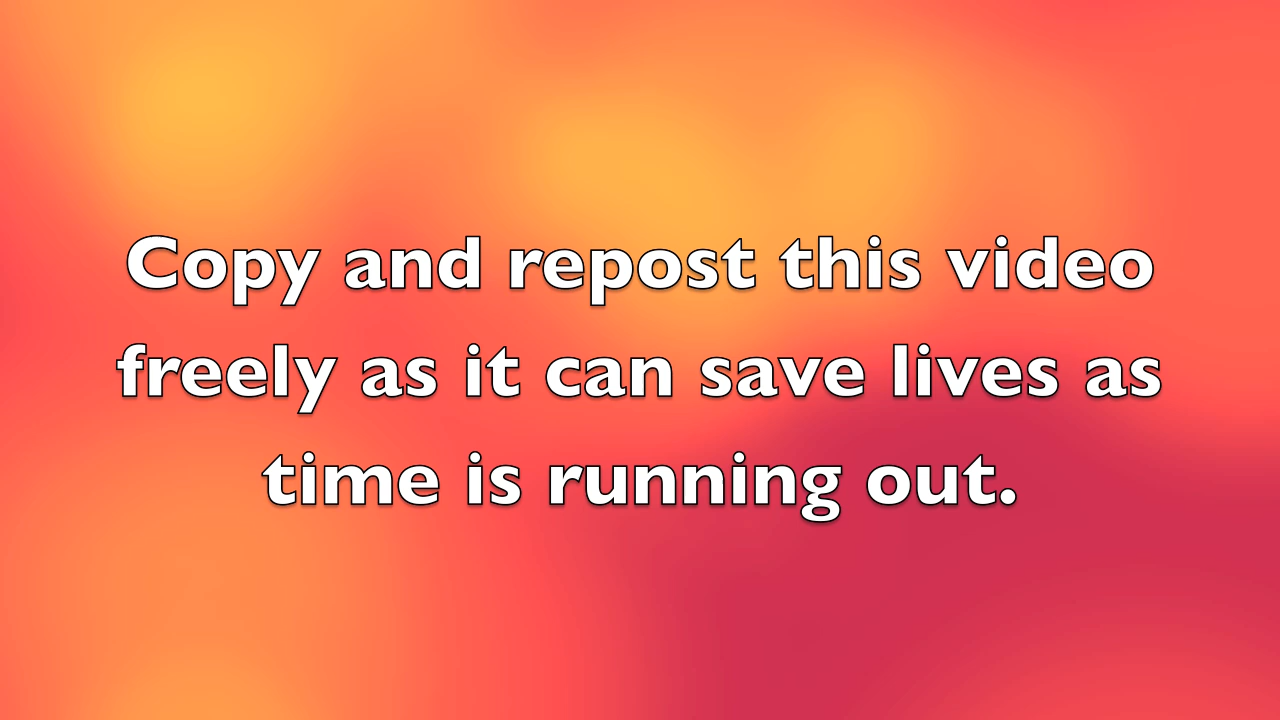 Copy and repost this video
freely as it can save lives as
time is running out.